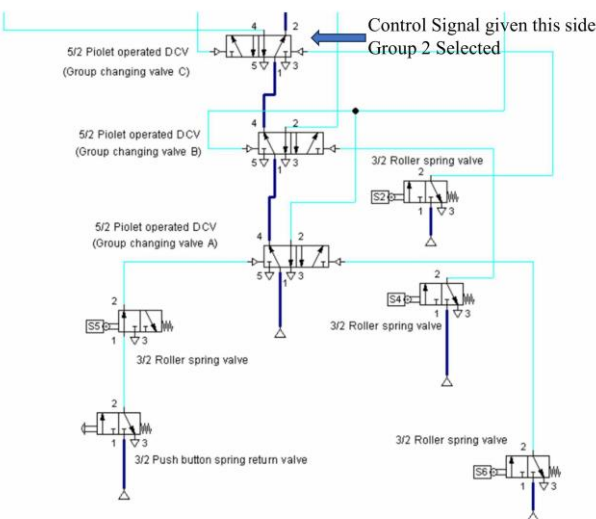 4 2
Control Signal given this side
Group 2 Selected
5/2 Piolet operated DCV
(Group changing valve C)
5 1 3
5/2 Piolet operated DCV
(Group changing valve B)
4 2
5 1 3
3/2 Roller spring valve
2
S2
1 3
5/2 Piolet operated DCV
(Group changing valve A)
4 2
5 1 3
2
S4
1 3
3/2 Roller spring valve
2
S5
1 3
3/2 Roller spring valve
2
1 3
3/2 Push button spring return valve
3/2 Roller spring valve
2
S6
1 3